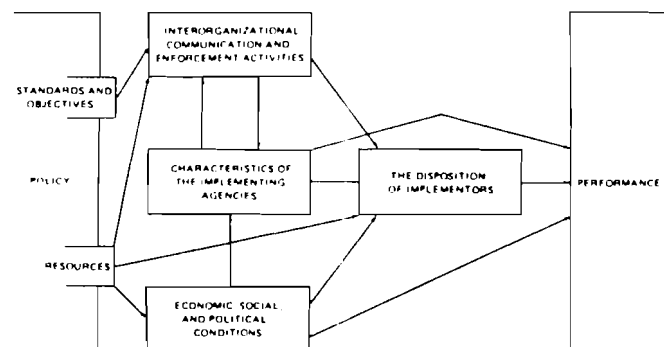 INTERORGANIZATIONAL
COMMUNICATION AND
ENFORCEMENT ACTIVITIES
STANDARDS AND
OBJECTIVES
POLICY
CHARACTERISTICS OF
THE IMPLEMENTING
AGENCIES
THE DISPOSITION
OF IMPLEMENTORS
PERFORMANCE
RESOURCES
ECONOMIC, SOCIAL,
AND POLITICAL
CONDITIONS